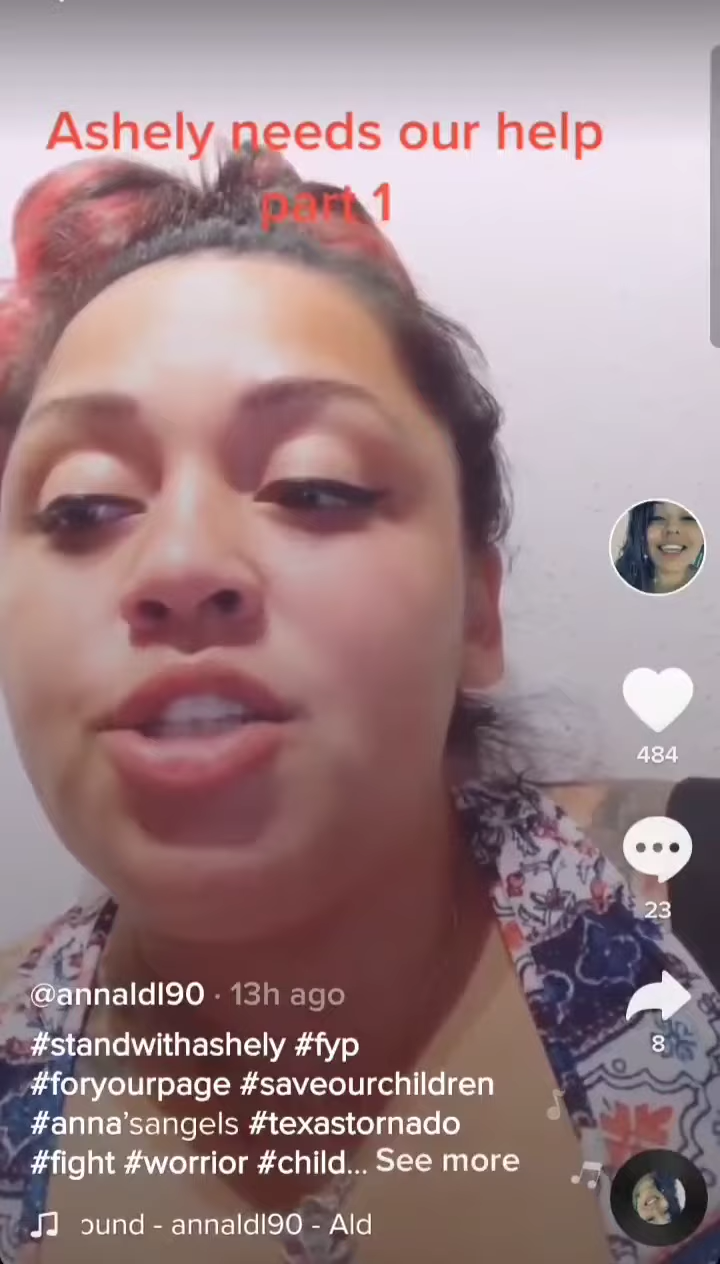 Ashely needs our help
part 1
484
23
@annaldl90 · 13h ago
8
#standwithashely #fyp
#foryourpage #saveourchildren
#anna'sangels #texastornado
#fight #worrior #child... See more
ound - annaldl90 - Ald